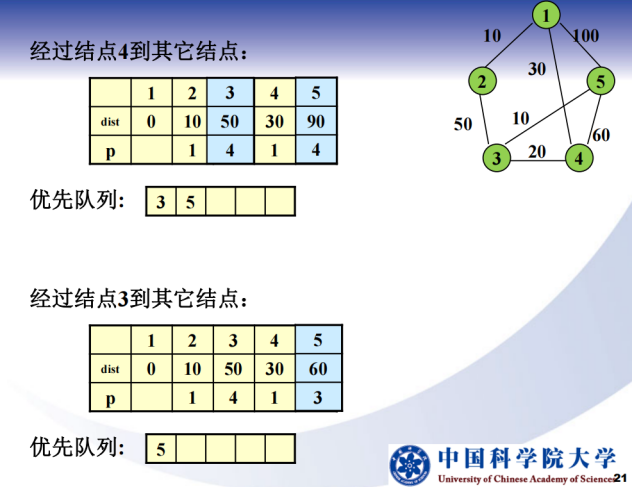 经过结点4到其它结点：
1 2 3 4 5
dist 0 10 50 30 90
p 1 4 1 4
优先队列: 3 5
1
10 100
30
2 5
50 10 60
20
3 4
经过结点3到其它结点：
1 2 3 4 5
dist 0 10 50 30 60
p 1 4 1 3
优先队列: 5
中国科学院大学
University of Chinese Academy of Sciences
21